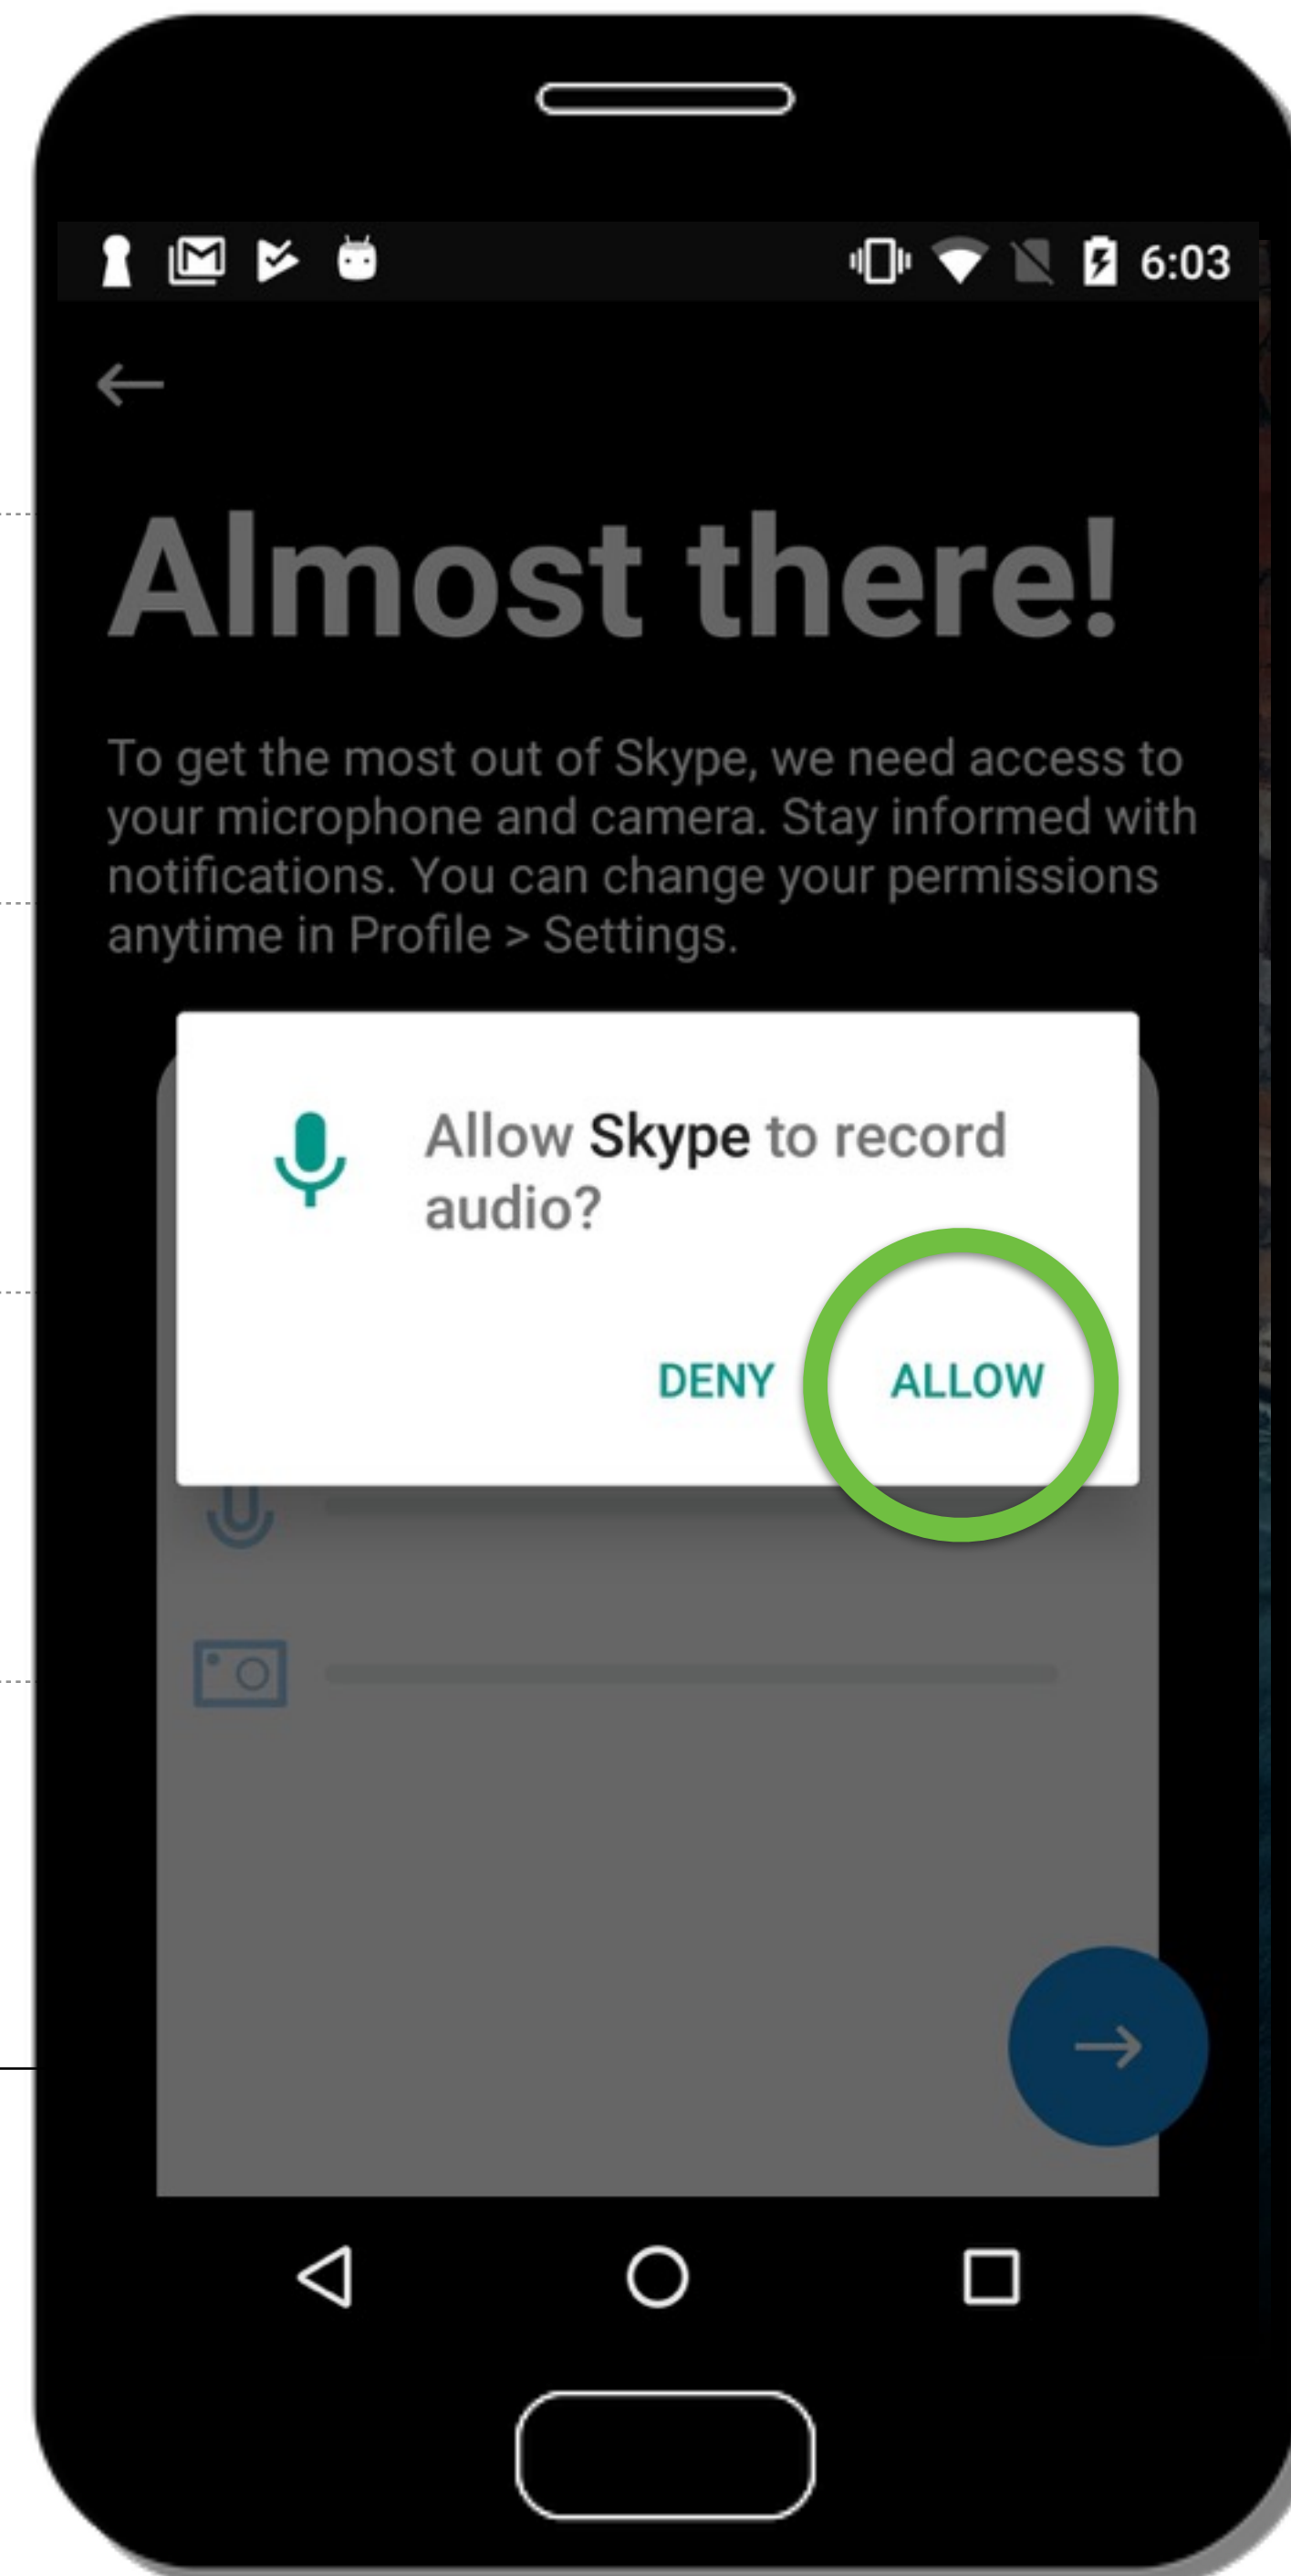 6:03
Almost there!
To get the most out of Skype, we need access to
your microphone and camera. Stay informed with
notifications. You can change your permissions
anytime in Profile > Settings.
Allow Skype to record
audio?
DENY ALLOW